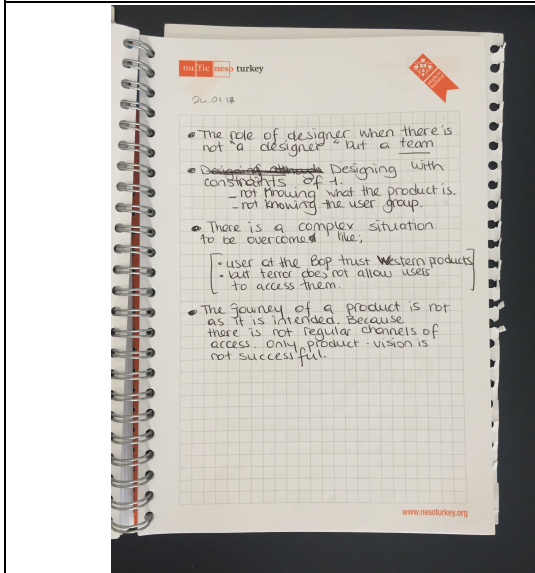 nuffic neso turkey
24.01.18
• The role of designer when there is
not "a designer" but a team
• Designing with
constraints of 1.
- not knowing what the product is.
- not knowing the user group.
• There is a complex situation
to be overcomed like;
• user at the Bop trust Western products
• but terror does not allow users
to access them.
• The journey of a product is not
as it is intended. Because
there is not regular channels of
access. Only product - vision is
not successful.
www.nesoturkey.org